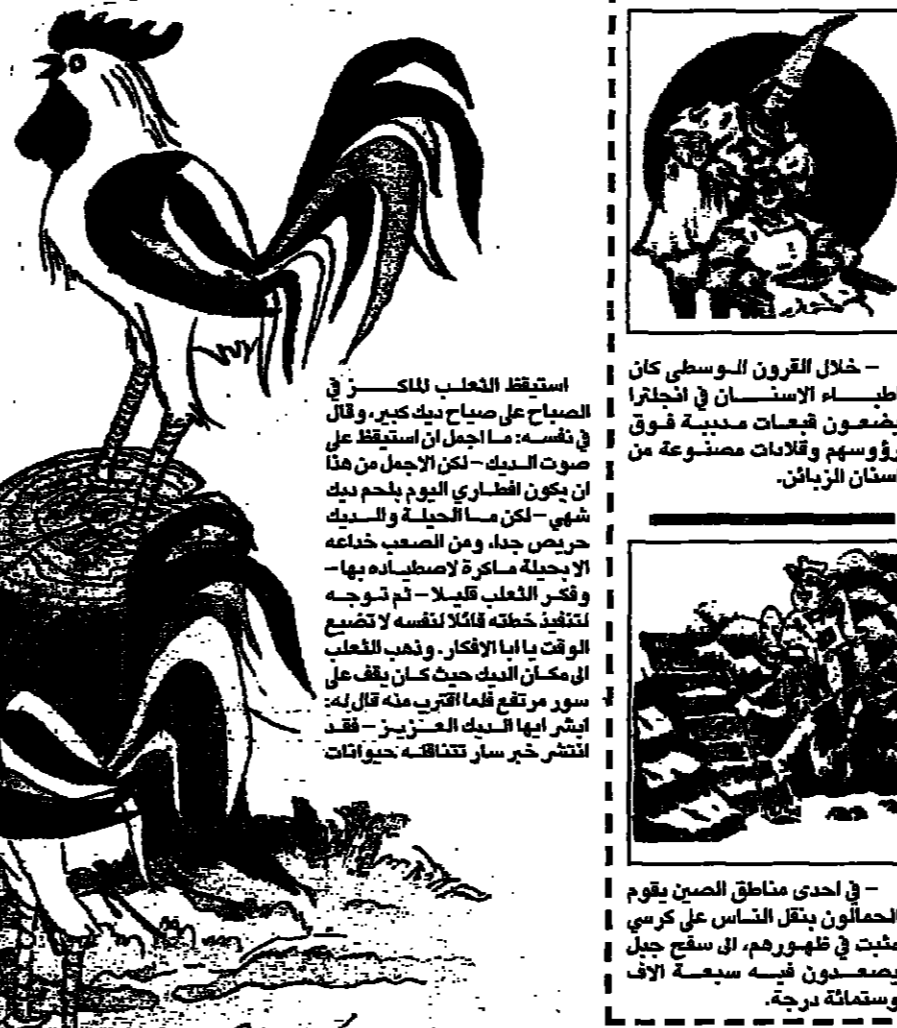 – خلال القرون الوسطى كان
اطباء الاسنان في انجلترا
يضعون قبعات مدببة فوق
رؤوسهم وقلادات مصنوعة من
اسنان الزبائن.
– في احدى مناطق الصين يقوم
الحمالون بنقل الناس على كرسي
مثبت في ظهورهم، الى سفح جبل
يصعدون فيه سبعة الاف
وستمائة درجة.
استيقظ الثعلب الماكر في
الصباح على صياح ديك كبير، وقال
في نفسه: ما اجمل ان استيقظ على
صوت الديك – لكن الاجمل من هذا
ان يكون افطاري اليوم بلحم ديك
شهي – لكن ما الحيلة والديك
حريص جدا، ومن الصعب خداعه
الا بحيلة ماكرة لاصطياده بها –
وفكر الثعلب قليلا – ثم توجه
لتنفيذ خطته قائلا لنفسه لا تضيع
الوقت يا ابا الافكار. وذهب الثعلب
الى مكان الديك حيث كان يقف على
سور مرتفع فلما اقترب منه قال له:
ابشر ايها الديك العزيز – فقد
انتشر خبر سار تتناقله حيوانات